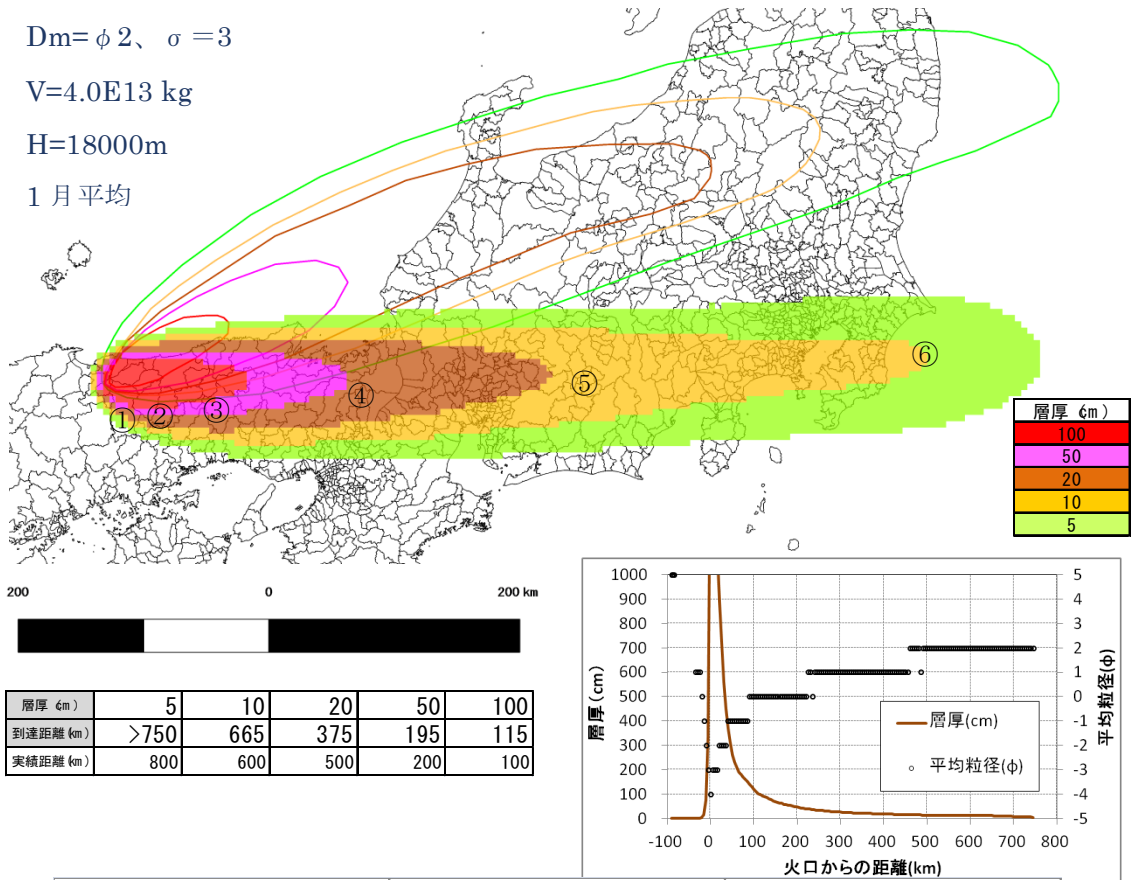 Dm= φ 2、 σ =3
V=4.0E13 kg
H=18000m
1 月平均
① ② ③ ④ ⑤ ⑥
層厚 (cm)
100
50
20
10
5
200 0 200 km
層厚 (cm) 5 10 20 50 100
到達距離 (km) >750 665 375 195 115
実績距離 (km) 800 600 500 200 100
層厚(cm)
1000
900
800
700
600
500
400
300
200
100
0
-100 0 100 200 300 400 500 600 700 800
火口からの距離(km)
層厚(cm)
平均粒径(φ)
5
4
3
2
1
0
-1
-2
-3
-4
-5
平均粒径(φ)